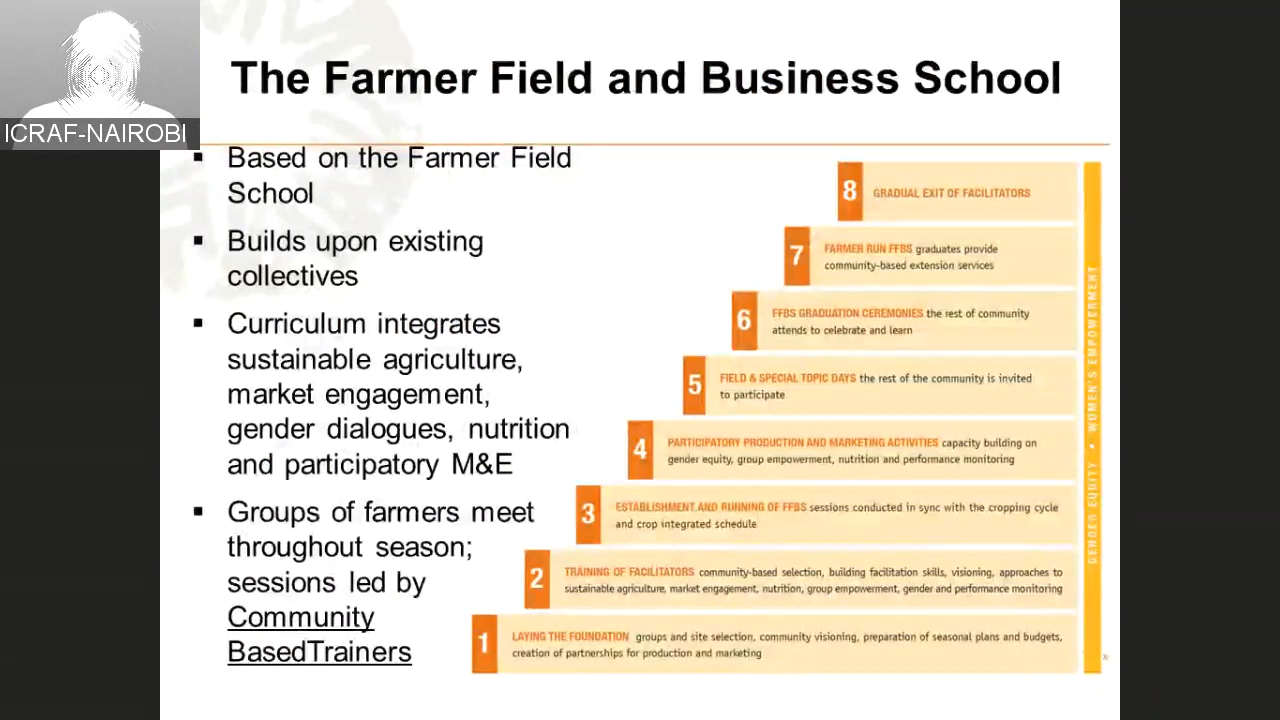 The Farmer Field and Business School
ICRAF-NAIROBI
▪ Based on the Farmer Field
School
▪ Builds upon existing
collectives
▪ Curriculum integrates
sustainable agriculture,
market engagement,
gender dialogues, nutrition
and participatory M&E
▪ Groups of farmers meet
throughout season;
sessions led by
Community
BasedTrainers
8 GRADUAL EXIT OF FACILITATORS
7 FARMER RUN FFBS graduates provide
community-based extension services
6 FFBS GRADUATION CEREMONIES the rest of community
attends to celebrate and learn
5 FIELD & SPECIAL TOPIC DAYS the rest of the community is invited
to participate
4 PARTICIPATORY PRODUCTION AND MARKETING ACTIVITIES capacity building on
gender equity, group empowerment, nutrition and performance monitoring
3 ESTABLISHMENT AND RUNNING OF FFBS sessions conducted in sync with the cropping cycle
and crop integrated schedule
2 TRAINING OF FACILITATORS community-based selection, building facilitation skills, visioning, approaches to
sustainable agriculture, market engagement, nutrition, group empowerment, gender and performance monitoring
1 LAYING THE FOUNDATION groups and site selection, community visioning, preparation of seasonal plans and budgets,
creation of partnerships for production and marketing
GENDER EQUITY • WOMEN'S EMPOWERMENT